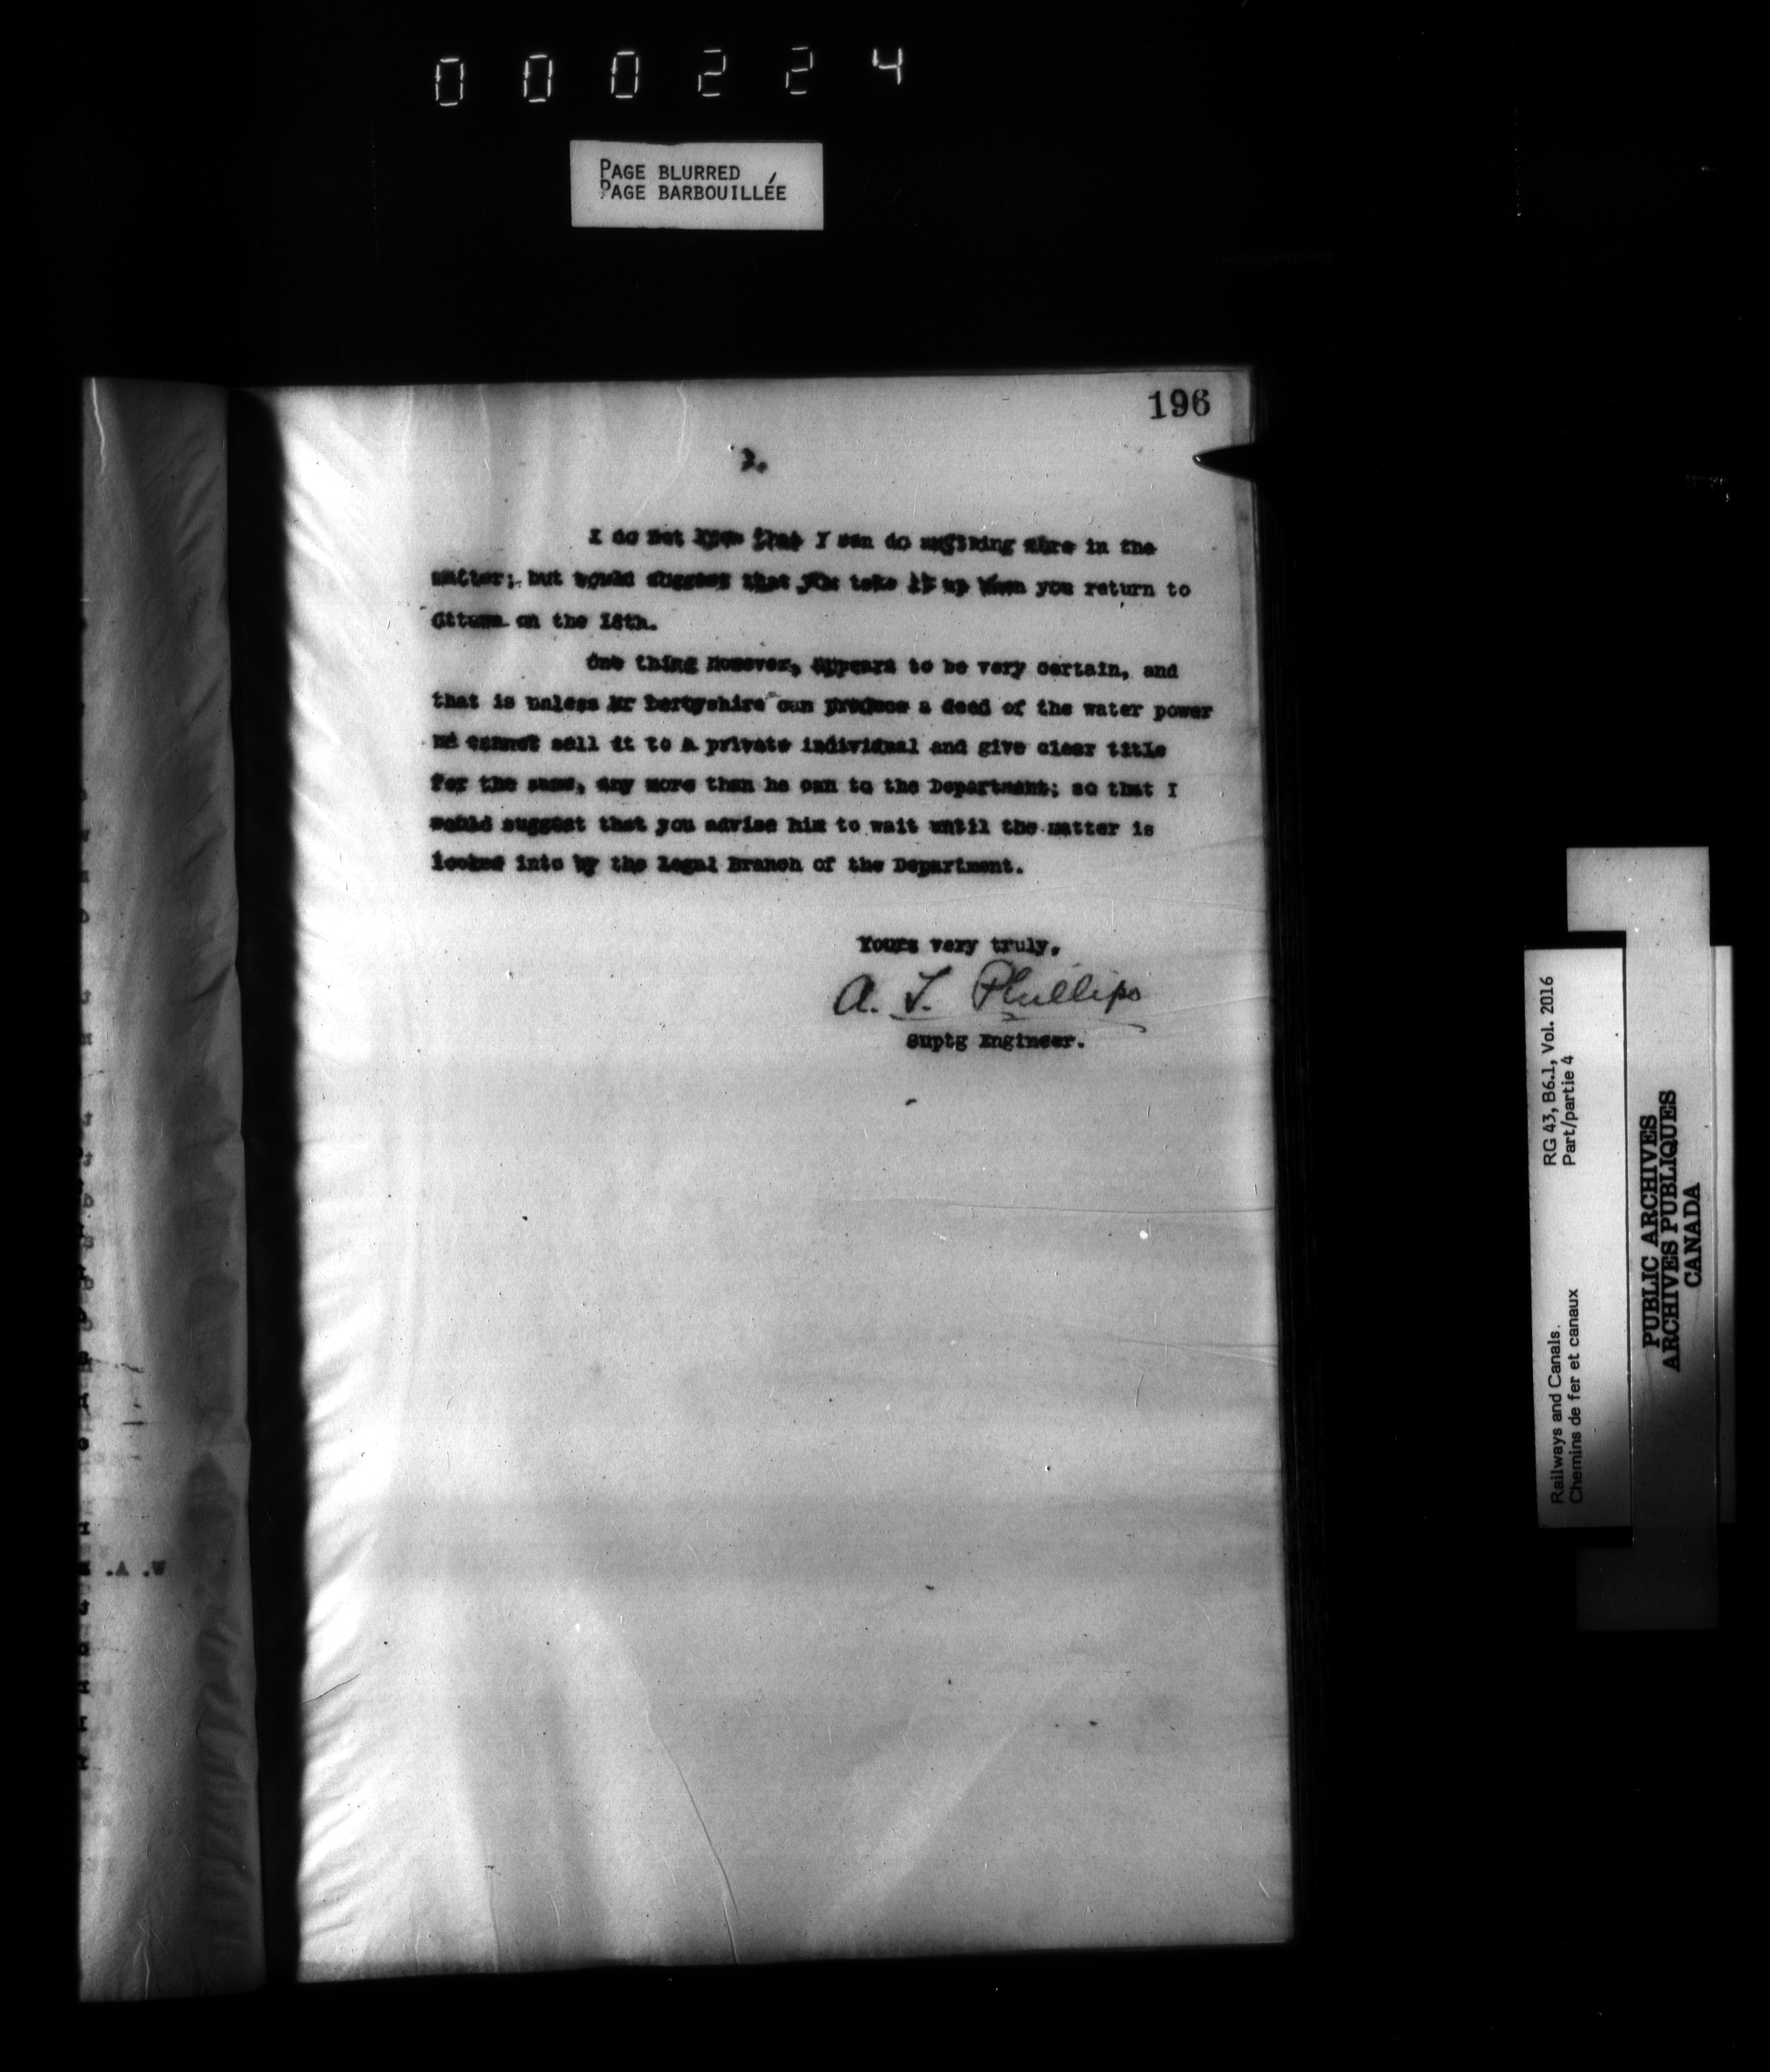 000224
PAGE BLURRED
PAGE BARBOUILLÉE
196
I do not know that I can do anything more in the
matter; but would suggest that you take it up when you return to
Ottawa on the 16th.
One thing however, appears to be very certain, and
that is unless Mr Derbyshire can produce a deed of the water power
he cannot sell it to a private individual and give clear title
for the same, any more than he can to the Department; so that I
would suggest that you advise him to wait until the matter is
looked into by the Legal Branch of the Department.
Yours very truly,
A. T. Phillips
Suptg Engineer.
W. A.
RG 43, B6.1, Vol. 2016
Part/partie 4
Railways and Canals.
Chemins de fer et canaux
PUBLIC ARCHIVES
ARCHIVES PUBLIQUES
CANADA